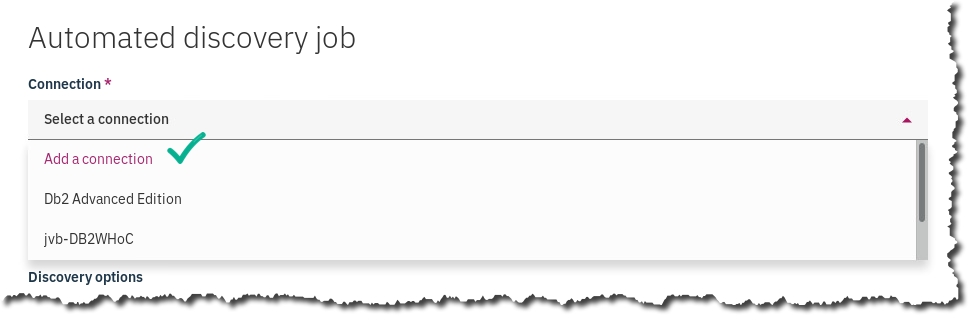 Automated discovery job
Connection *
Select a connection
Add a connection
Db2 Advanced Edition
jvb-DB2WHoC
Discovery options